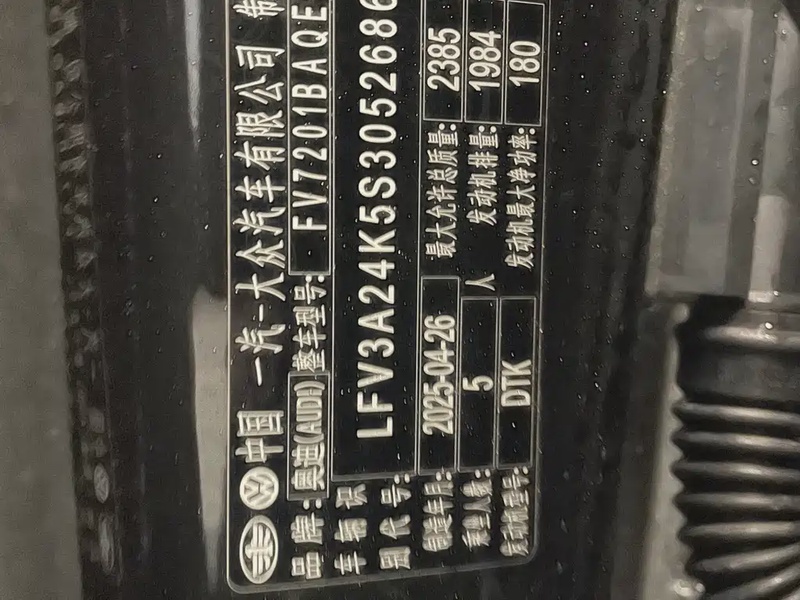 中国 一汽-大众汽车有限公司 制
品牌: 奥迪(AUDI) 整车型号: FV7201BAQE
车辆识别代号: LFV3A24K5S3052686
制造年月: 2025-04-26 最大允许总质量: 2385
乘坐人数: 5 人 发动机排量: 1984
发动机型号: DTK 发动机最大净功率: 180